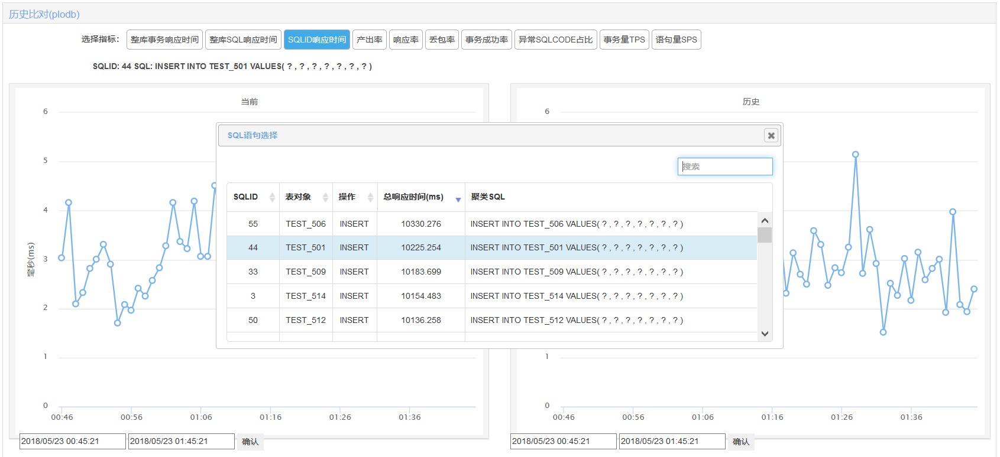 历史比对(plodb)
选择指标: 整库事务响应时间 整库SQL响应时间 SQLID响应时间 产出率 响应率 丢包率 事务成功率 异常SQLCODE占比 事务量TPS 语句量SPS
SQLID: 44 SQL: INSERT INTO TEST_501 VALUES( ? , ? , ? , ? , ? , ? , ? )
当前
6
5
4
3
2
1
0
毫秒(ms)
00:46 00:56 01:06 01:16 01:26 01:36
2018/05/23 00:45:21 2018/05/23 01:45:21 确认
历史
6
1
0
00:46 00:56 01:06 01:16 01:26 01:36
2018/05/23 00:45:21 2018/05/23 01:45:21 确认
SQL语句选择
搜索
SQLID 表对象 操作 总响应时间(ms) 聚类SQL
55 TEST_506 INSERT 10330.276 INSERT INTO TEST_506 VALUES( ? , ? , ? , ? , ? , ? , ? )
44 TEST_501 INSERT 10225.254 INSERT INTO TEST_501 VALUES( ? , ? , ? , ? , ? , ? , ? )
33 TEST_509 INSERT 10183.699 INSERT INTO TEST_509 VALUES( ? , ? , ? , ? , ? , ? , ? )
3 TEST_514 INSERT 10154.483 INSERT INTO TEST_514 VALUES( ? , ? , ? , ? , ? , ? , ? )
50 TEST_512 INSERT 10136.258 INSERT INTO TEST_512 VALUES( ? , ? , ? , ? , ? , ? , ? )